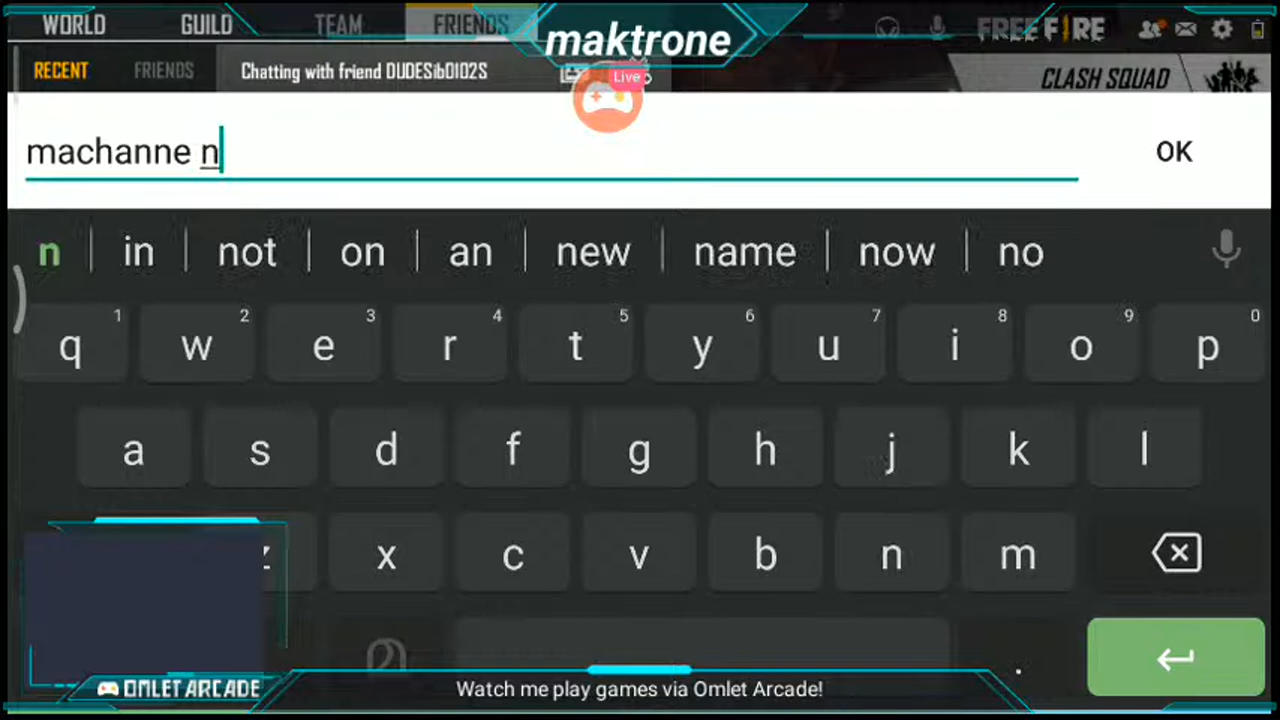 WORLD GUILD TEAM FRIENDS maktrone FREE FIRE
RECENT FRIENDS Chatting with friend DUDESib0102S Live CLASH SQUAD
machanne n OK
n in not on an new name now no
1 2 3 4 5 6 7 8 9 0
q w e r t y u i o p
a s d f g h j k l
z x c v b n m
മ .
OMLET ARCADE Watch me play games via Omlet Arcade!